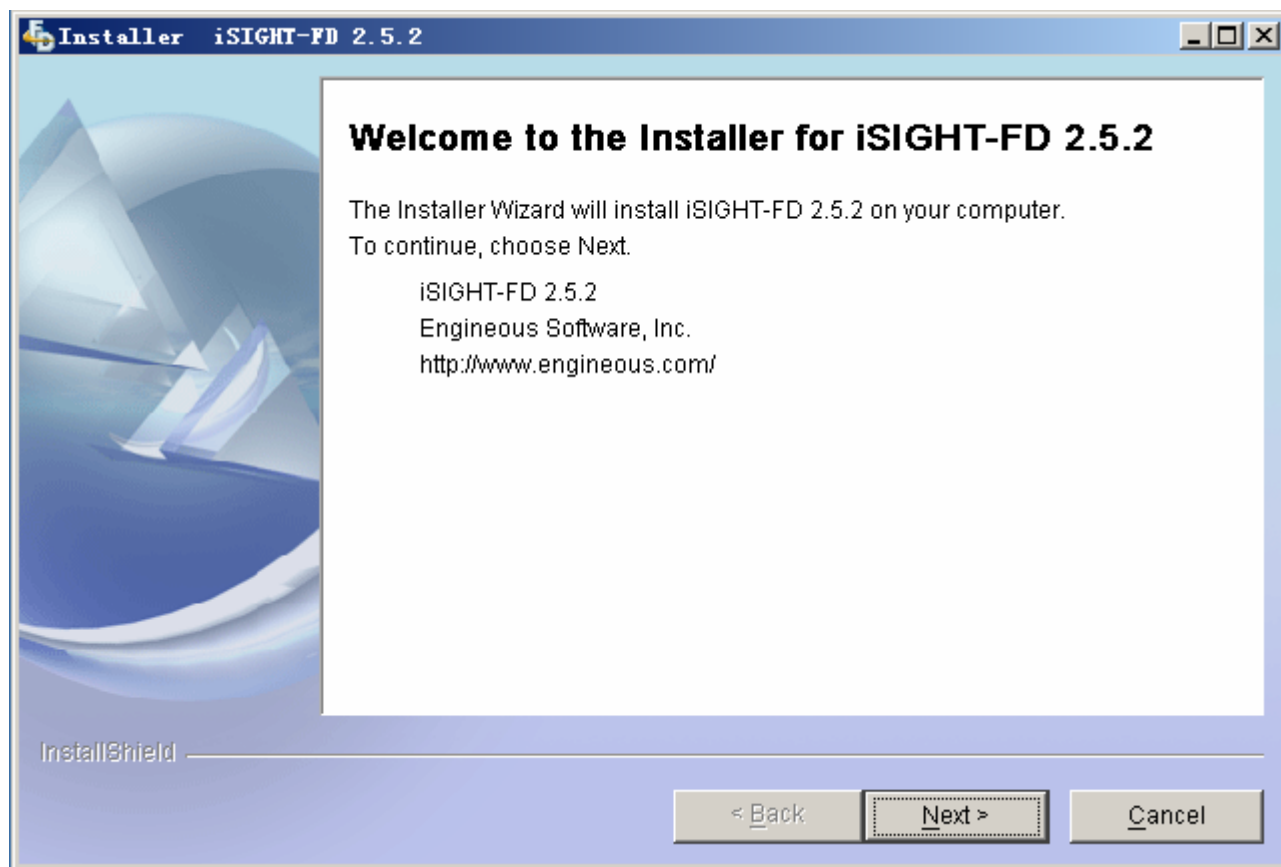 Installer iSIGHT-FD 2.5.2
Welcome to the Installer for iSIGHT-FD 2.5.2
The Installer Wizard will install iSIGHT-FD 2.5.2 on your computer.
To continue, choose Next.
iSIGHT-FD 2.5.2
Engineous Software, Inc.
http://www.engineous.com/
InstallShield
< Back Next > Cancel